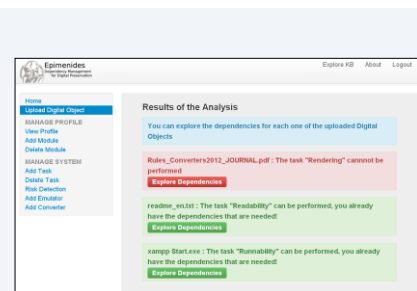 Epimenides
Dependency Management
for Digital Preservation
Explore KB About Logout
Home
Upload Digital Object
MANAGE PROFILE
View Profile
Add Module
Delete Module
MANAGE SYSTEM
Add Task
Delete Task
Risk Detection
Add Emulator
Add Converter
Results of the Analysis
You can explore the dependencies for each one of the uploaded Digital
Objects
Rules_Converters2012_JOURNAL.pdf : The task "Rendering" cannnot be
performed
Explore Dependencies
readme_en.txt : The task "Readability" can be performed, you already
have the dependencies that are needed!
Explore Dependencies
xampp Start.exe : The task "Runnability" can be performed, you already
have the dependencies that are needed!
Explore Dependencies